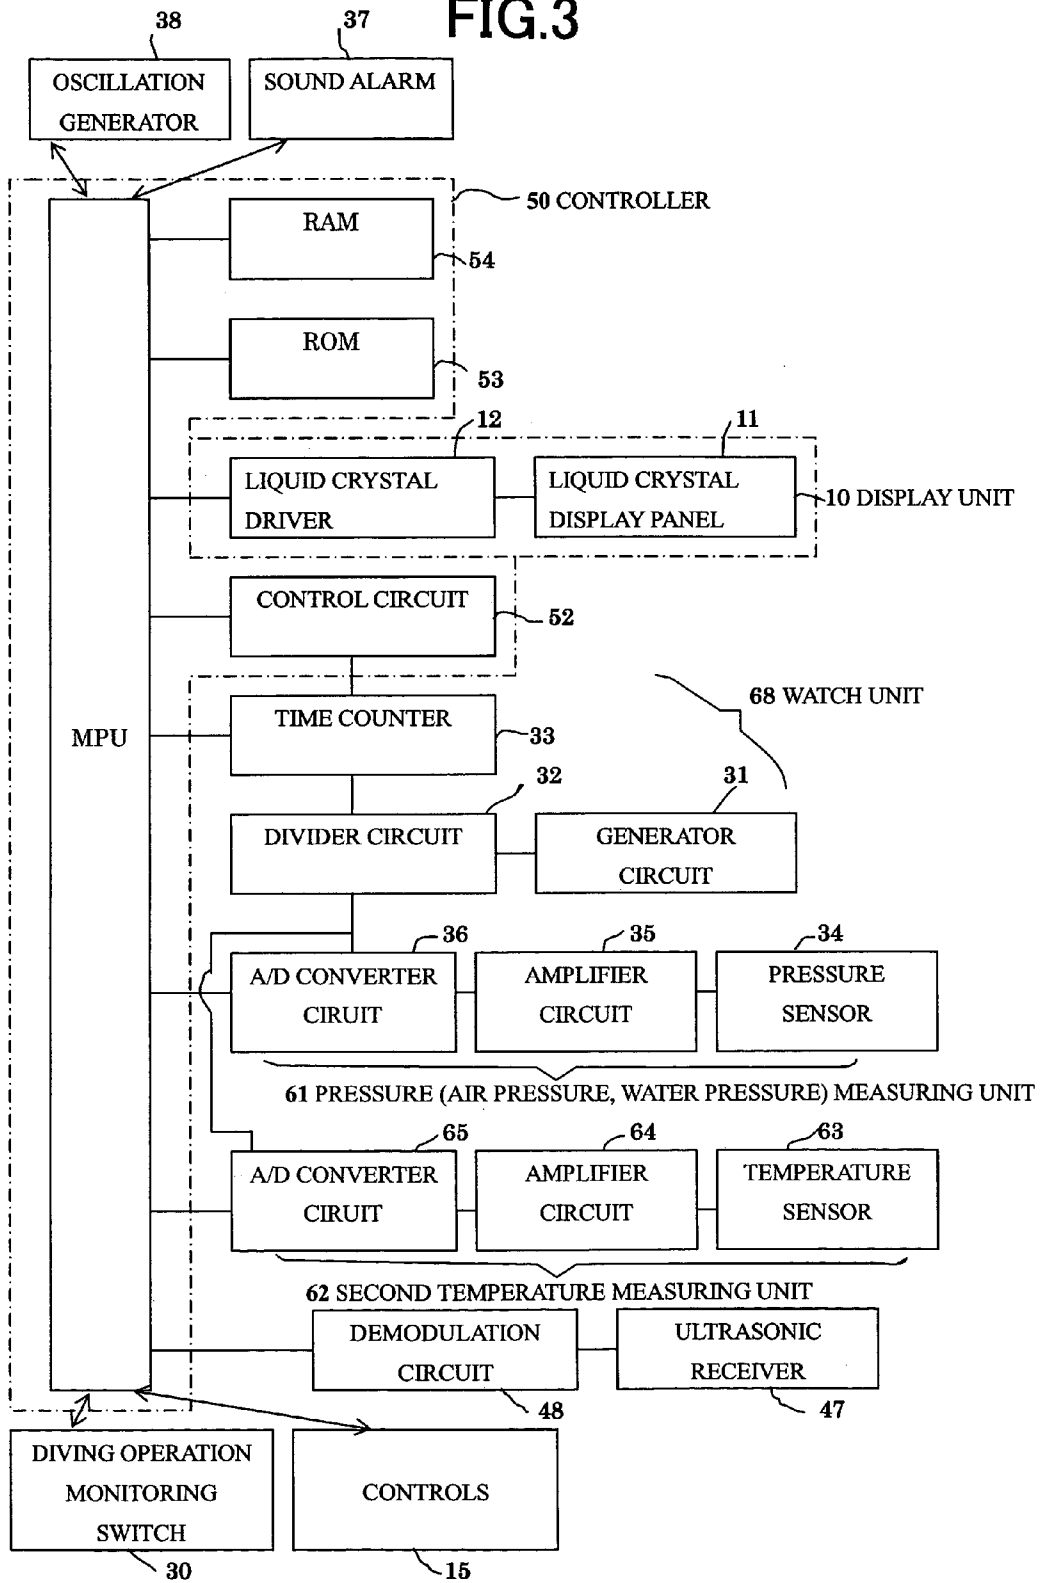 FIG.3
38
37
OSCILLATION
GENERATOR
SOUND ALARM
50 CONTROLLER
RAM
54
ROM
53
12
11
LIQUID CRYSTAL
DRIVER
LIQUID CRYSTAL
DISPLAY PANEL
10 DISPLAY UNIT
CONTROL CIRCUIT
52
68 WATCH UNIT
MPU
TIME COUNTER
33
32
31
DIVIDER CIRCUIT
GENERATOR
CIRCUIT
36
35
34
A/D CONVERTER
CIRUIT
AMPLIFIER
CIRCUIT
PRESSURE
SENSOR
61 PRESSURE (AIR PRESSURE, WATER PRESSURE) MEASURING UNIT
65
64
63
A/D CONVERTER
CIRUIT
AMPLIFIER
CIRCUIT
TEMPERATURE
SENSOR
62 SECOND TEMPERATURE MEASURING UNIT
DEMODULATION
CIRCUIT
ULTRASONIC
RECEIVER
48
47
DIVING OPERATION
MONITORING
SWITCH
CONTROLS
30
15